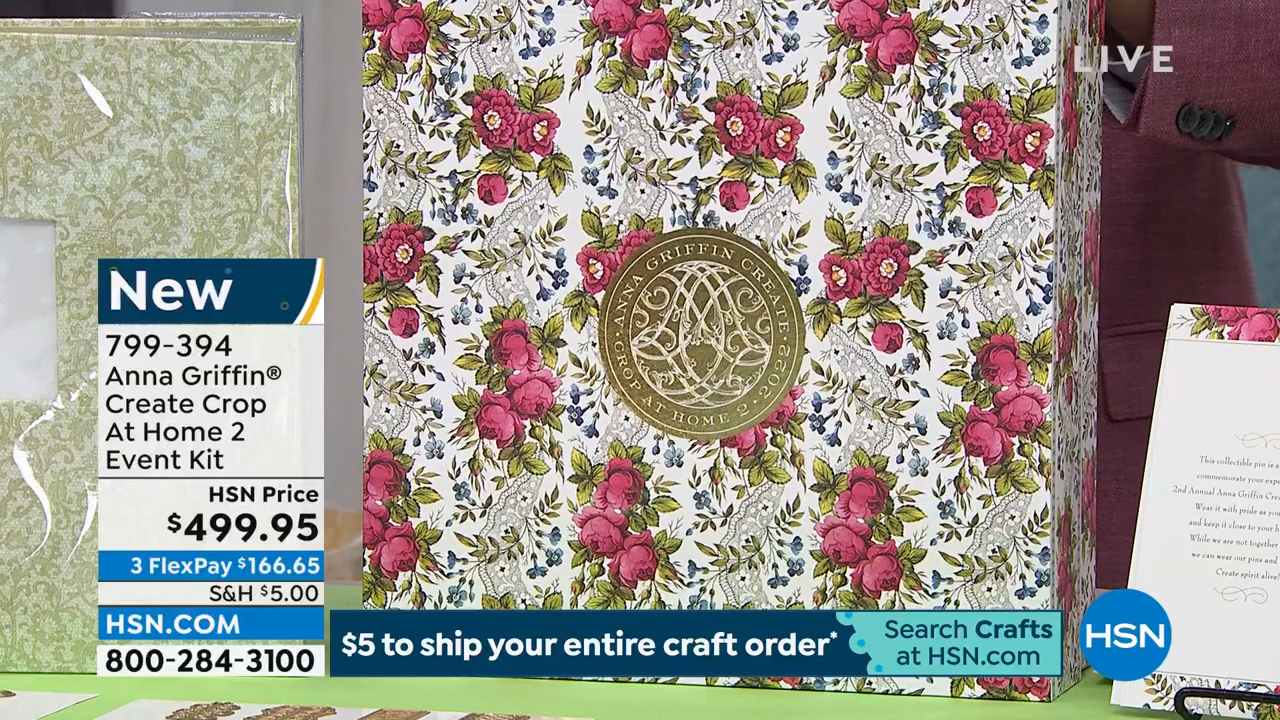 LIVE
New
799-394
Anna Griffin®
Create Crop
At Home 2
Event Kit
HSN Price
$499.95
3 FlexPay $166.65
S&H $5.00
HSN.COM
800-284-3100
ANNA GRIFFIN CREATE
CROP AT HOME 2 · 2022 ·
This collectible pin is a
commemorate your expe
2nd Annual Anna Griffin Crea
Wear it with pride as you
and keep it close to your
While we are not together
we can wear our pins and
Create spirit alive!
$5 to ship your entire craft order*
Search Crafts
at HSN.com
HSN